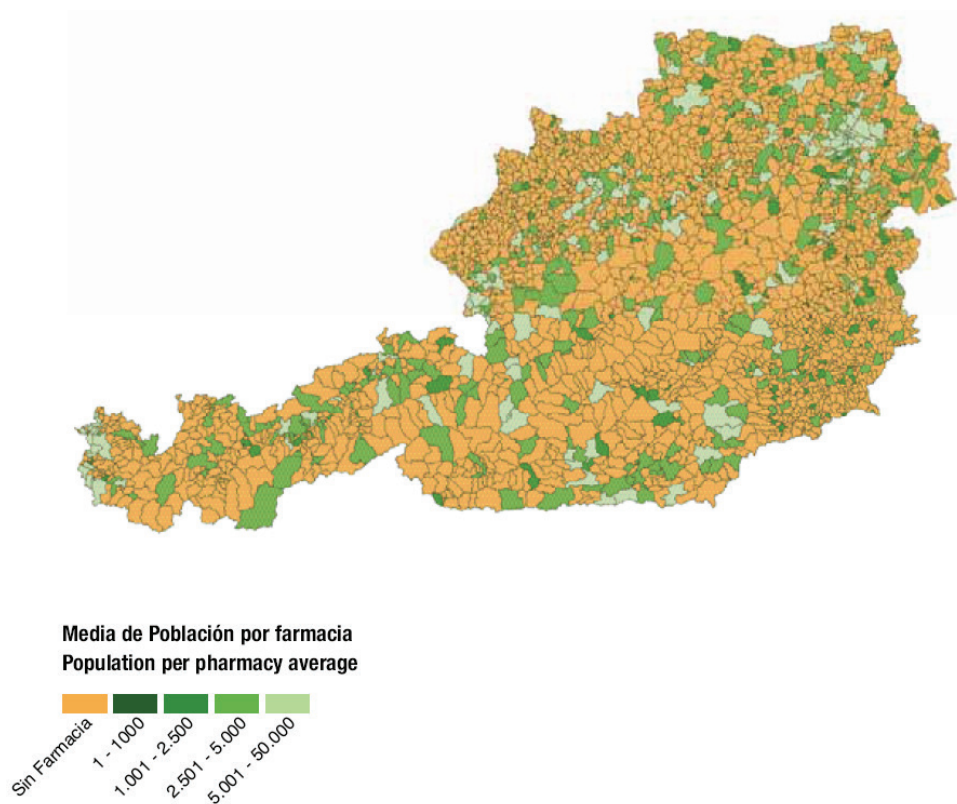 Media de Población por farmacia
Population per pharmacy average
Sin Farmacia
1 - 1000
1.001 - 2.500
2.501 - 5.000
5.001 - 50.000